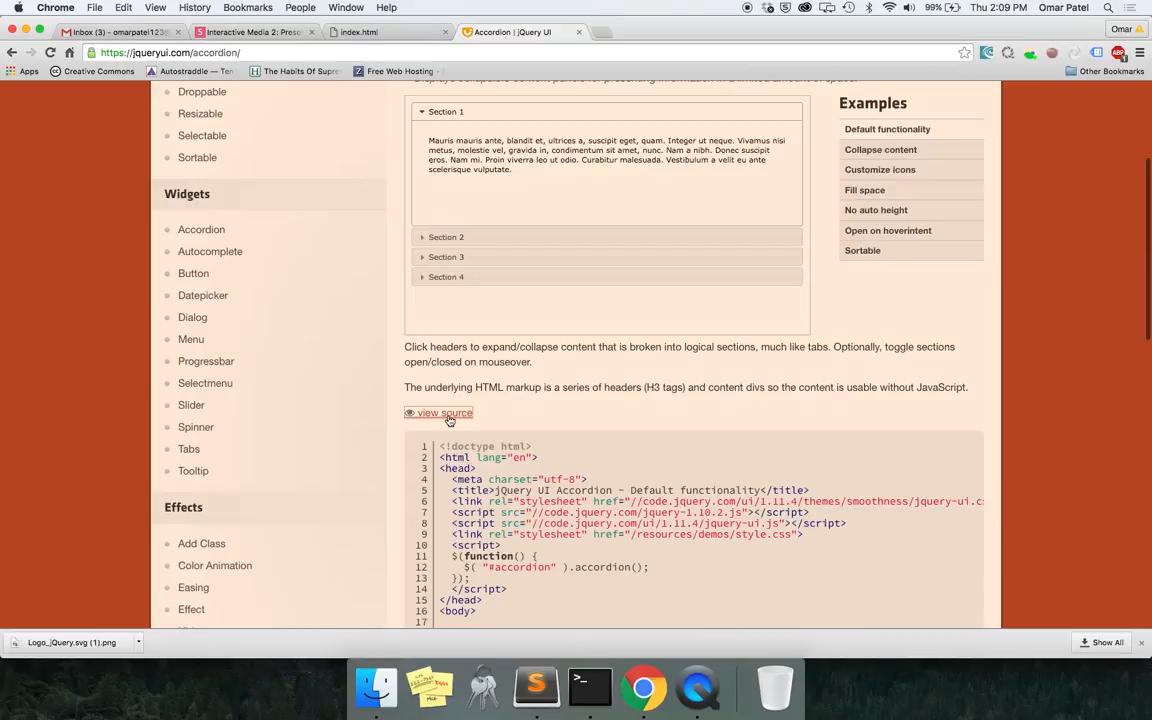 Chrome File Edit View History Bookmarks People Window Help 99% Thu 2:09 PM Omar Patel
Inbox (3) - omarpatel123@ Interactive Media 2: Prese index.html Accordion | jQuery UI Omar
https://jqueryui.com/accordion/
Apps Creative Commons Autostraddle — Ten The Habits Of Supre Free Web Hosting - Other Bookmarks
Droppable
Resizable
Selectable
Sortable
Widgets
Accordion
Autocomplete
Button
Datepicker
Dialog
Menu
Progressbar
Selectmenu
Slider
Spinner
Tabs
Tooltip
Effects
Add Class
Color Animation
Easing
Effect
Section 1
Mauris mauris ante, blandit et, ultrices a, suscipit eget, quam. Integer ut neque. Vivamus nisi
metus, molestie vel, gravida in, condimentum sit amet, nunc. Nam a nibh. Donec suscipit
eros. Nam mi. Proin viverra leo ut odio. Curabitur malesuada. Vestibulum a velit eu ante
scelerisque vulputate.
Section 2
Section 3
Section 4
Examples
Default functionality
Collapse content
Customize icons
Fill space
No auto height
Open on hoverintent
Sortable
Click headers to expand/collapse content that is broken into logical sections, much like tabs. Optionally, toggle sections
open/closed on mouseover.
The underlying HTML markup is a series of headers (H3 tags) and content divs so the content is usable without JavaScript.
view source
1 <!doctype html>
2 <html lang="en">
3 <head>
4 <meta charset="utf-8">
5 <title>jQuery UI Accordion - Default functionality</title>
6 <link rel="stylesheet" href="//code.jquery.com/ui/1.11.4/themes/smoothness/jquery-ui.cs
7 <script src="//code.jquery.com/jquery-1.10.2.js"></script>
8 <script src="//code.jquery.com/ui/1.11.4/jquery-ui.js"></script>
9 <link rel="stylesheet" href="/resources/demos/style.css">
10 <script>
11 $(function() {
12 $( "#accordion" ).accordion();
13 });
14 </script>
15 </head>
16 <body>
17
Logo_jQuery.svg (1).png Show All